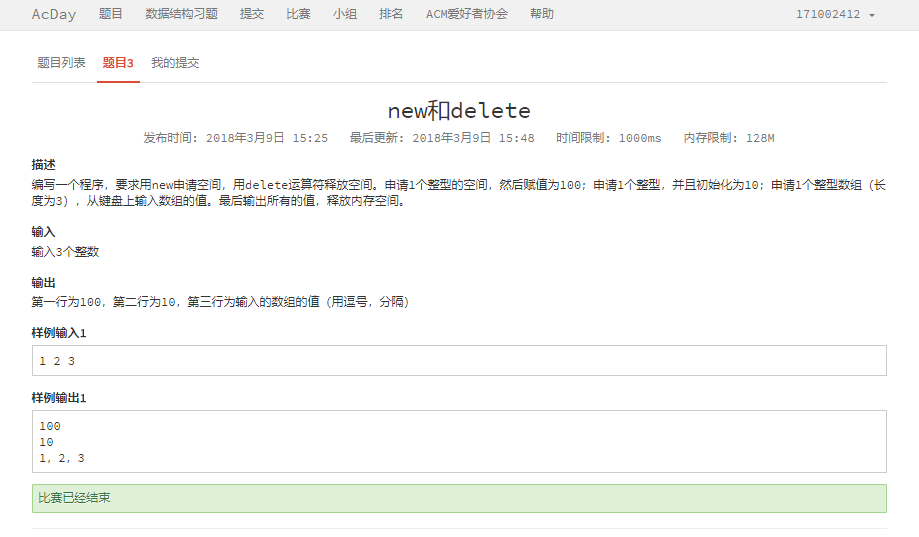 AcDay 题目 数据结构习题 提交 比赛 小组 排名 ACM爱好者协会 帮助 171002412
题目列表 题目3 我的提交
new和delete
发布时间: 2018年3月9日 15:25 最后更新: 2018年3月9日 15:48 时间限制: 1000ms 内存限制: 128M
描述
编写一个程序，要求用new申请空间，用delete运算符释放空间。申请1个整型的空间，然后赋值为100；申请1个整型，并且初始化为10；申请1个整型数组（长
度为3），从键盘上输入数组的值。最后输出所有的值，释放内存空间。
输入
输入3个整数
输出
第一行为100，第二行为10，第三行为输入的数组的值（用逗号，分隔）
样例输入1
1 2 3
样例输出1
100
10
1，2，3
比赛已经结束